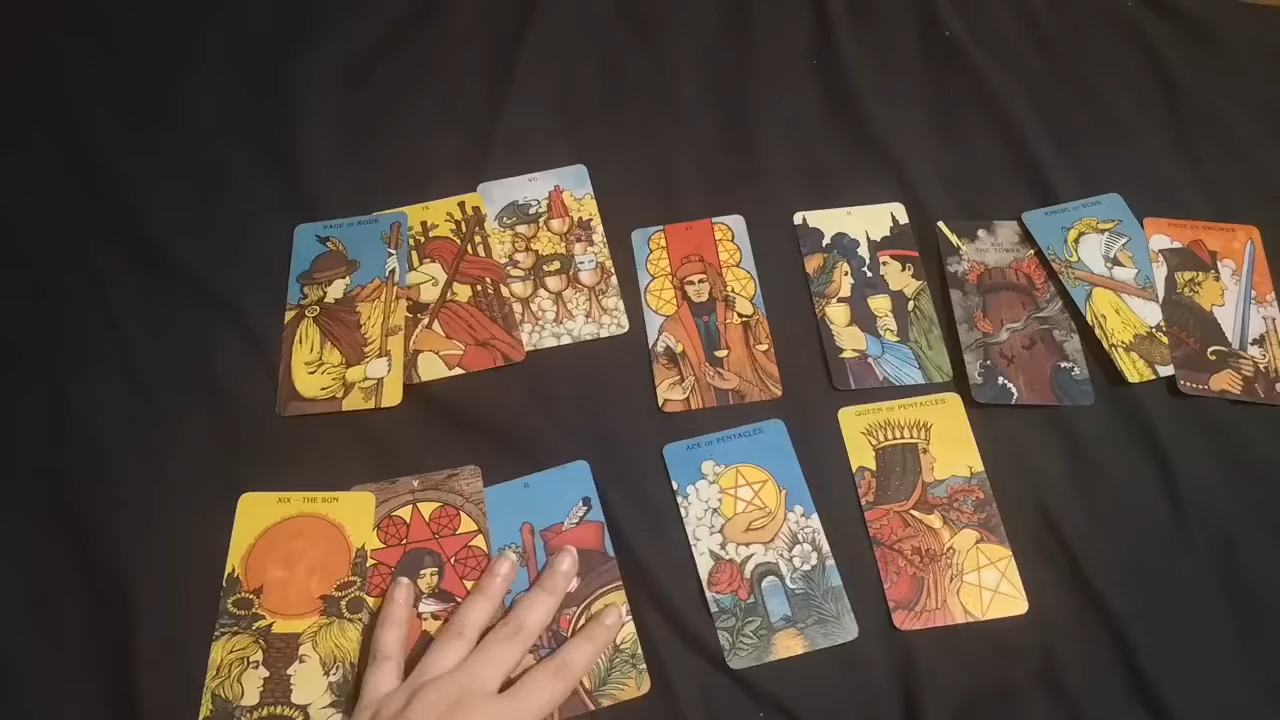 VII
IX
PAGE OF RODS
VI
II
XVI
THE TOWER
KNIGHT OF RODS
PAGE OF SWORDS
ACE OF PENTACLES
QUEEN OF PENTACLES
XIX - THE SUN
V
II